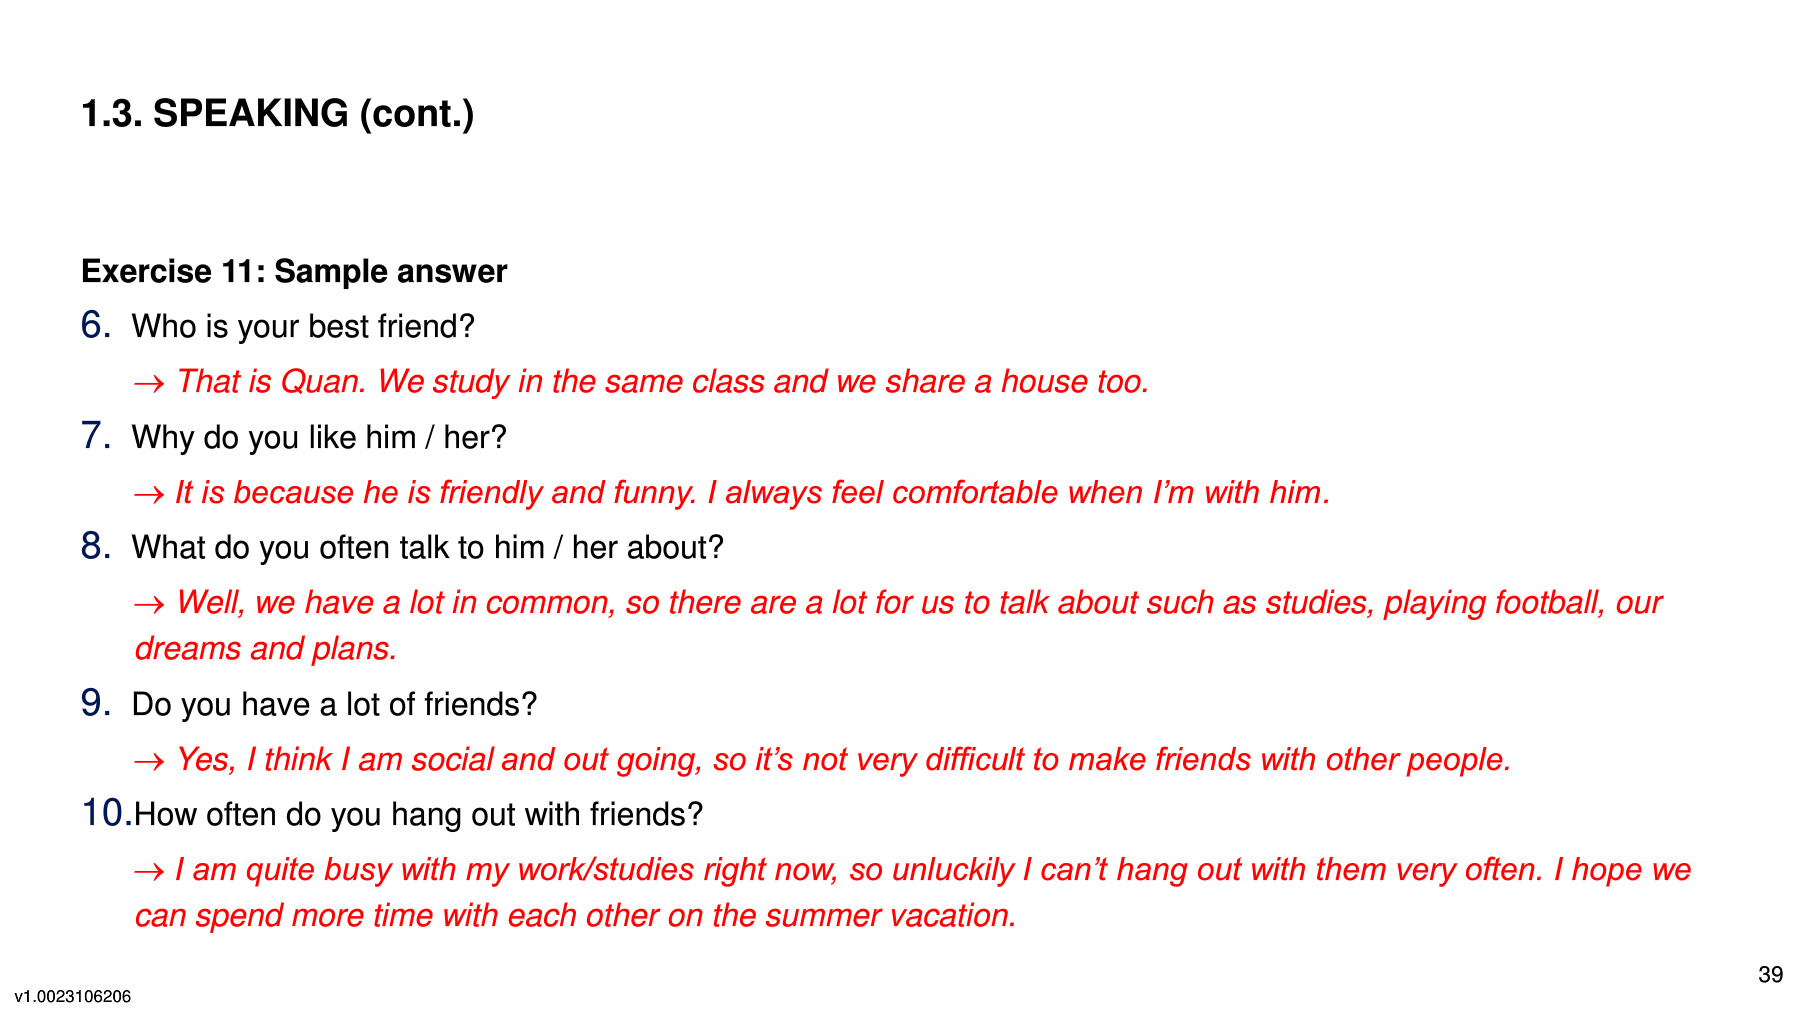 1.3. SPEAKING (cont.)
Exercise 11: Sample answer
6. Who is your best friend?
→ That is Quan. We study in the same class and we share a house too.
7. Why do you like him / her?
→ It is because he is friendly and funny. I always feel comfortable when I’m with him.
8. What do you often talk to him / her about?
→ Well, we have a lot in common, so there are a lot for us to talk about such as studies, playing football, our
dreams and plans.
9. Do you have a lot of friends?
→ Yes, I think I am social and out going, so it’s not very difficult to make friends with other people.
10.How often do you hang out with friends?
→ I am quite busy with my work/studies right now, so unluckily I can’t hang out with them very often. I hope we
can spend more time with each other on the summer vacation.
39
v1.0023106206